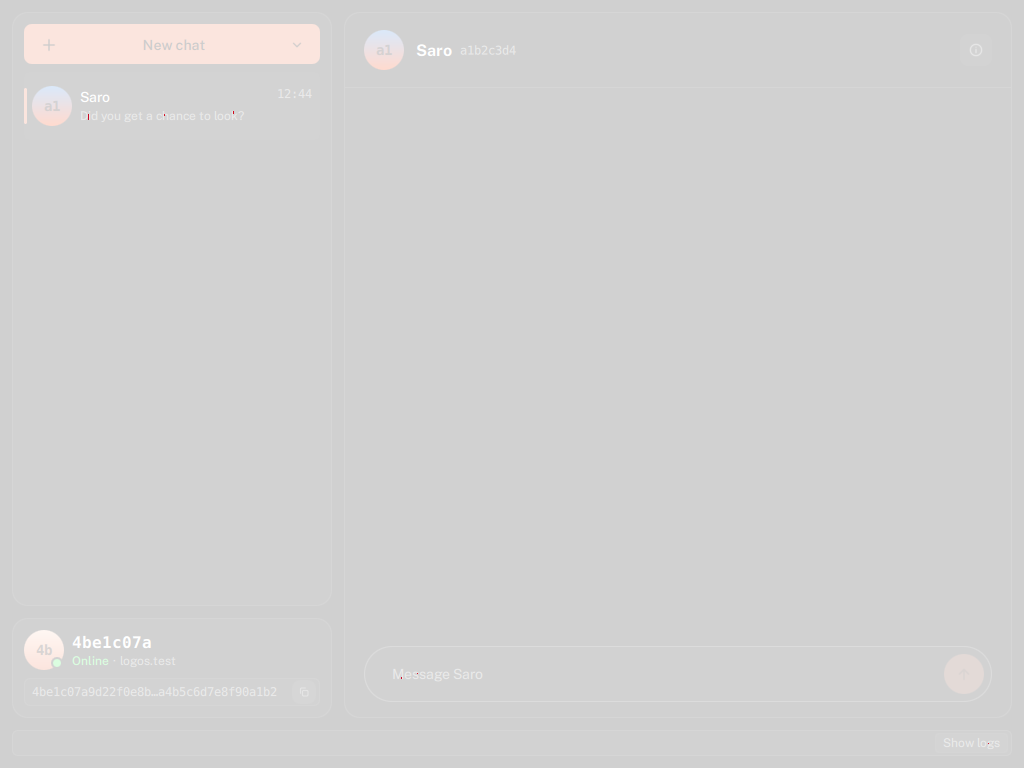 New chat
a1
Saro
12:44
Did you get a chance to look?
4b
4be1c07a
Online · logos.test
4be1c07a9d22f0e8b…a4b5c6d7e8f90a1b2
a1
Saro a1b2c3d4
Message Saro
Show logs